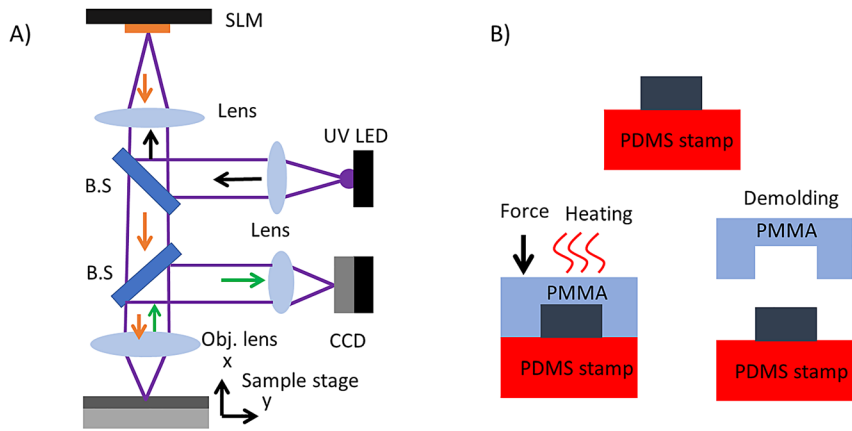 A)
SLM
Lens
UV LED
B.S
Lens
B.S
Obj. lens
CCD
x
Sample stage
y
B)
PDMS stamp
Force
Heating
PMMA
PDMS stamp
Demolding
PMMA
PDMS stamp